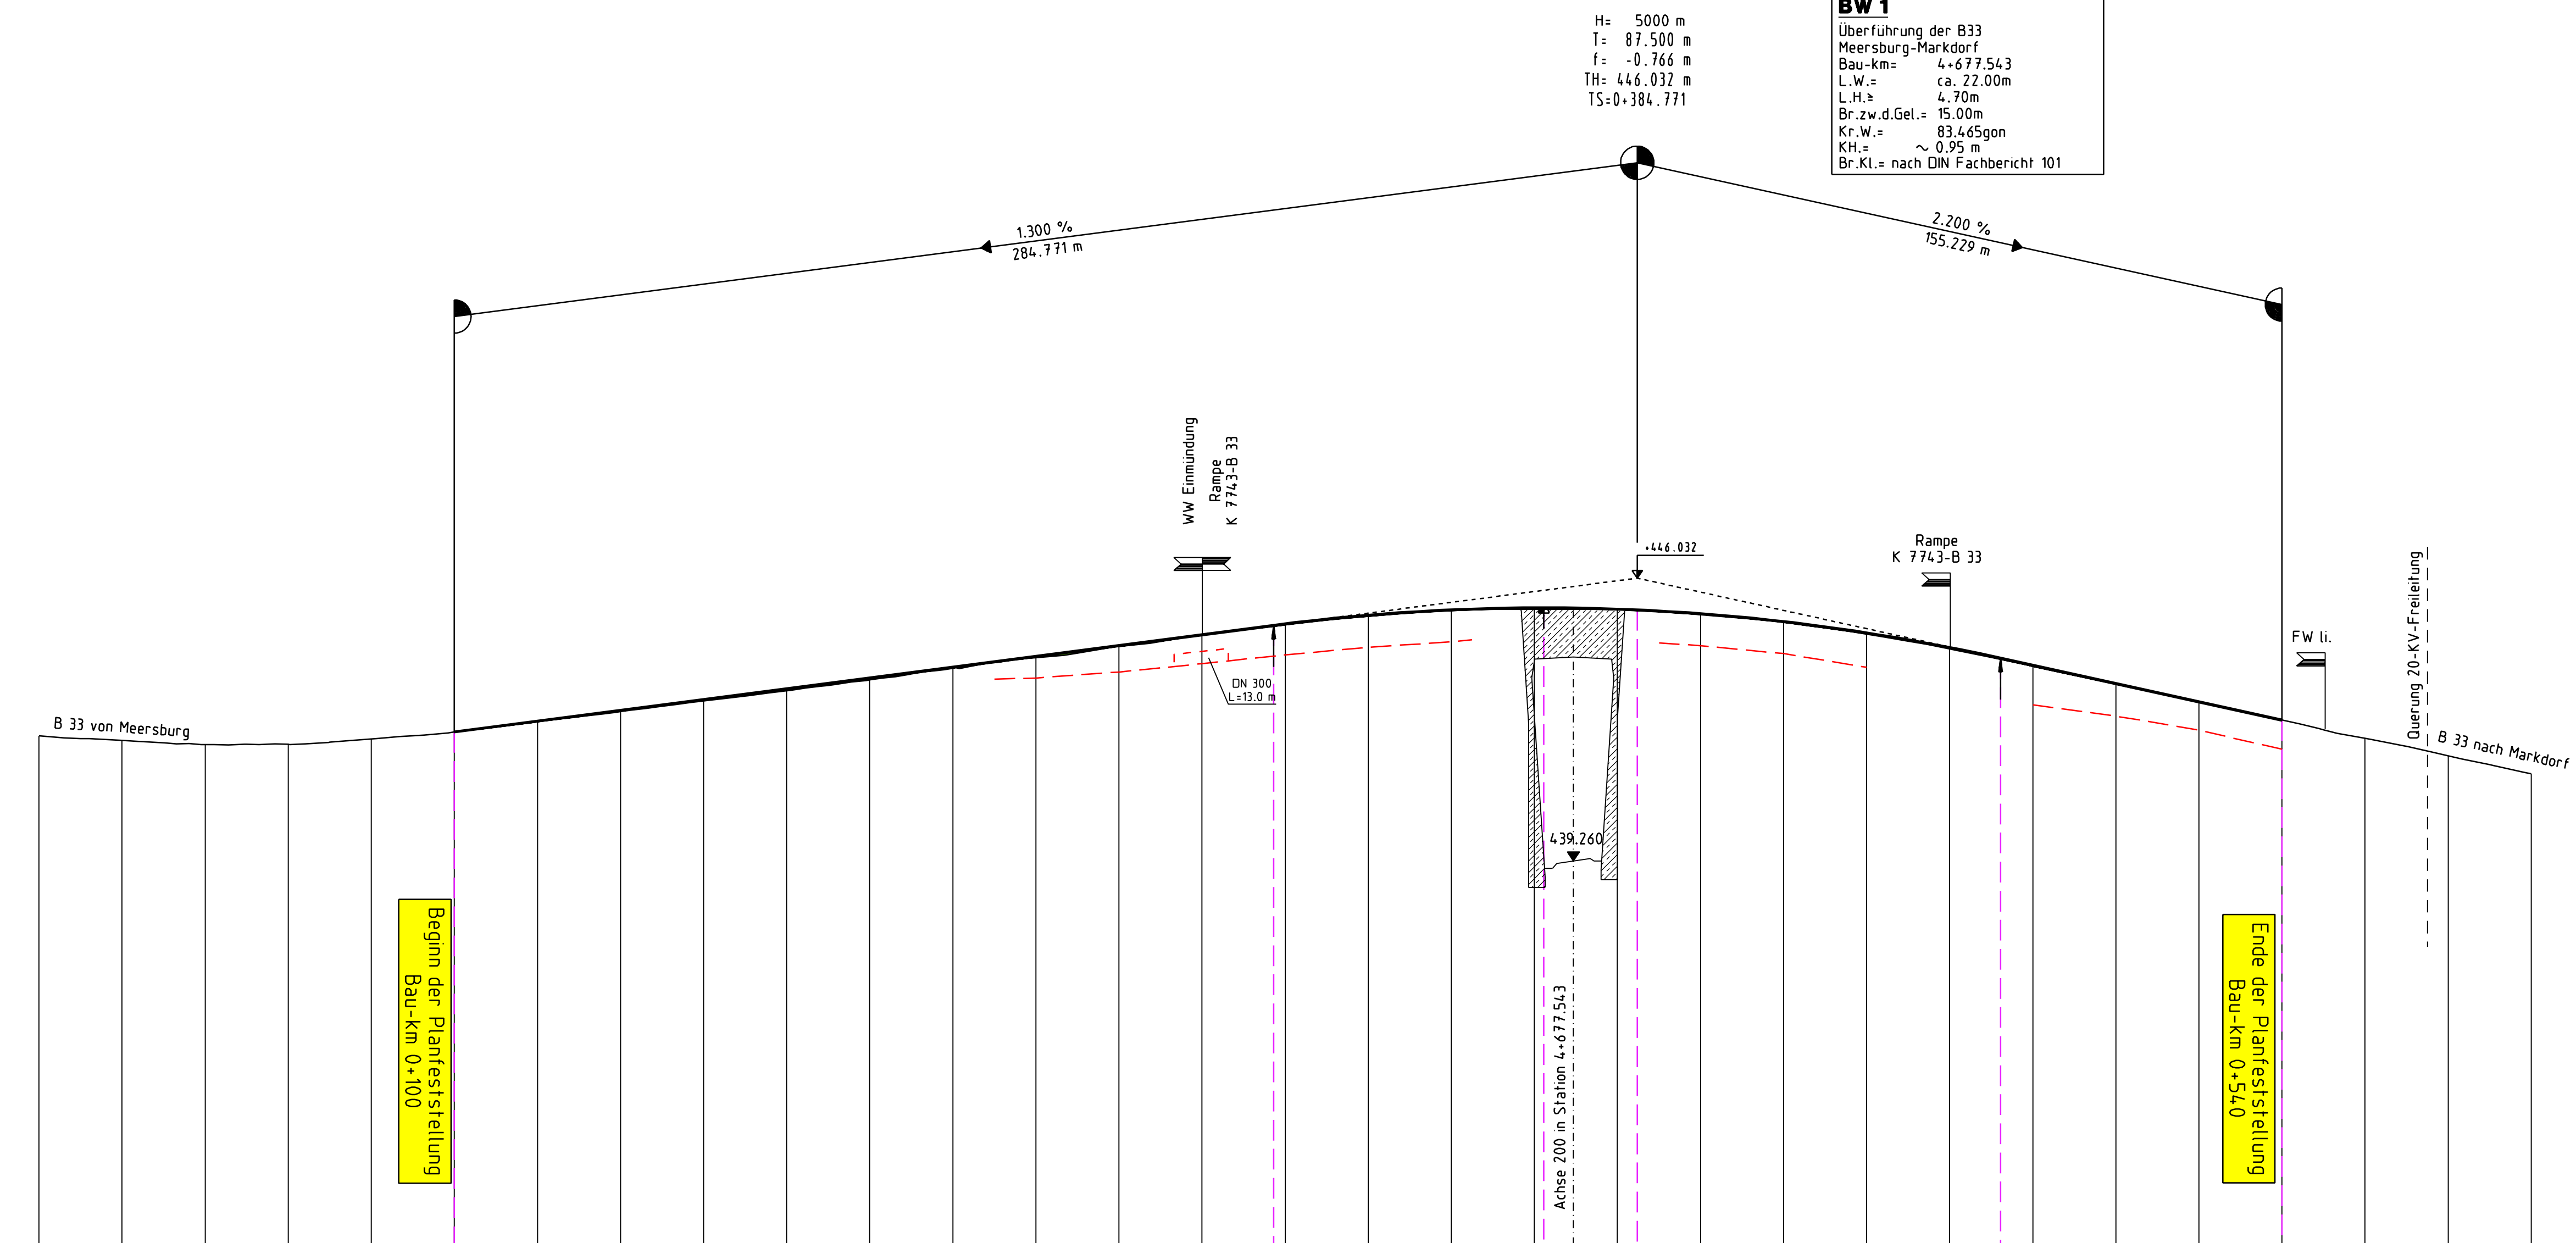 H= 5000 m
T= 87.500 m
f= -0.766 m
TH= 446.032 m
TS=0+384.771
BW 1
Überführung der B33
Meersburg-Markdorf
Bau-km= 4+677.543
L.W.= ca. 22.00m
L.H.≥ 4.70m
Br.zw.d.Gel.= 15.00m
Kr.W.= 83.465gon
KH.= ~ 0.95 m
Br.Kl.= nach DIN Fachbericht 101
1.300 %
284.771 m
2.200 %
155.229 m
WW Einmündung
Rampe
K 7743-B 33
+446.032
Rampe
K 7743-B 33
FW li.
Querung 20-KV-Freileitung
DN 300
L=13.0 m
B 33 von Meersburg
B 33 nach Markdorf
439.260
Achse 200 in Station 4+677.543
Beginn der Planfeststellung
Bau-km 0+100
Ende der Planfeststellung
Bau-km 0+540